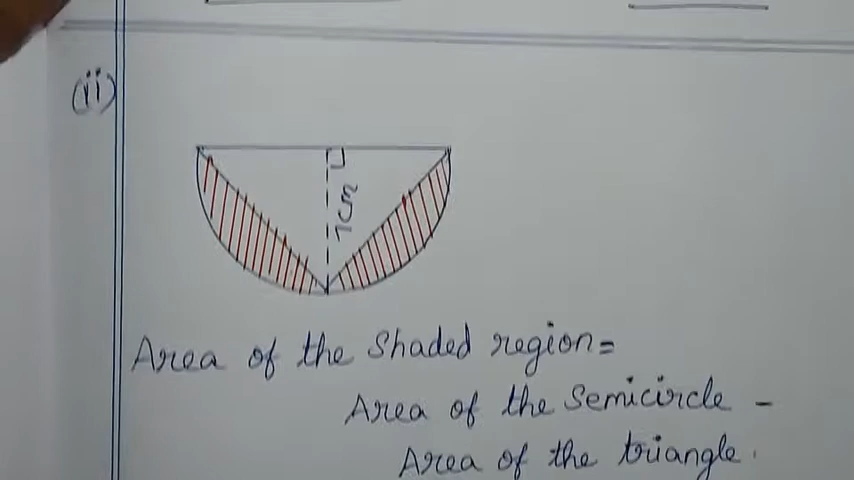 (ii)
7cm
Area of the shaded region=
Area of the semicircle -
Area of the triangle.